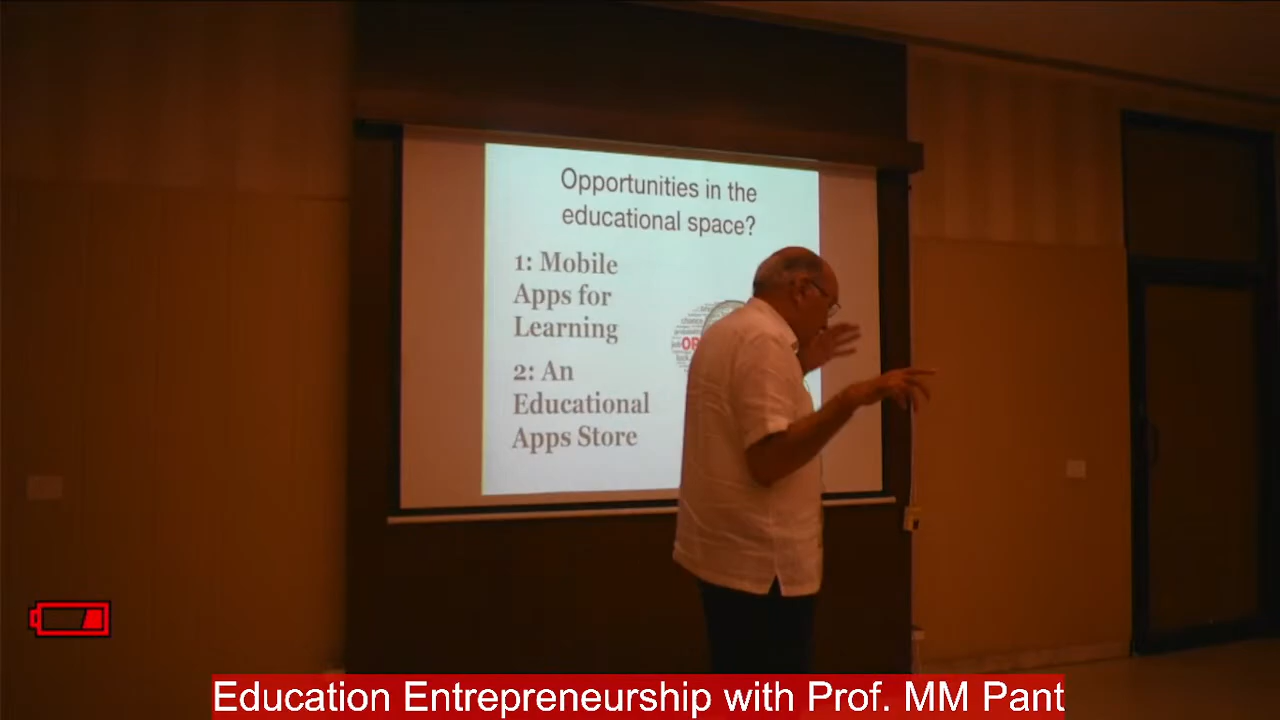 Opportunities in the
educational space?
1: Mobile
Apps for
Learning
2: An
Educational
Apps Store
OP
Education Entrepreneurship with Prof. MM Pant